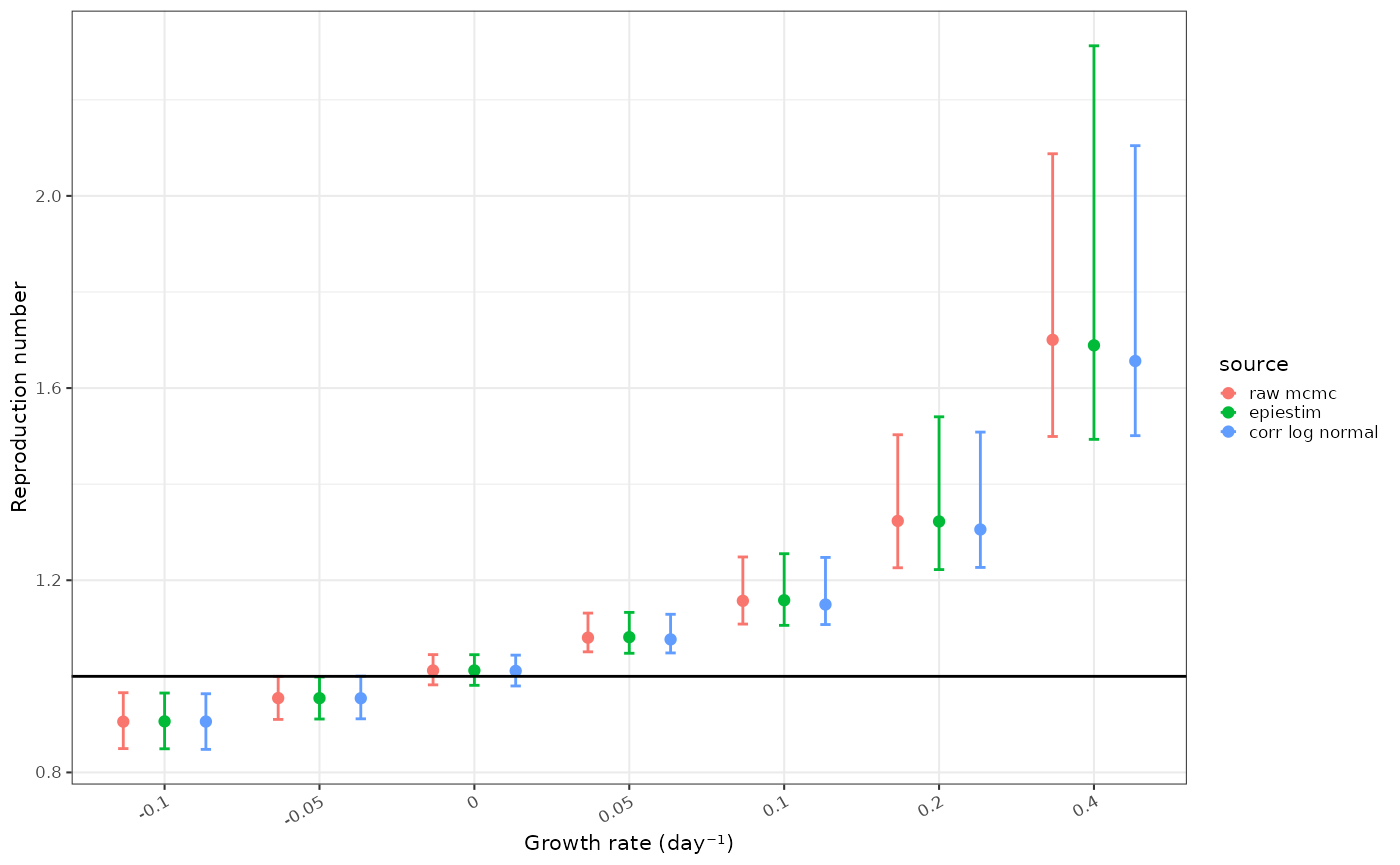 2.0
1.6
1.2
0.8
Reproduction number
-0.1
-0.05
0
0.05
0.1
0.2
0.4
Growth rate (day⁻¹)
source
raw mcmc
epiestim
corr log normal